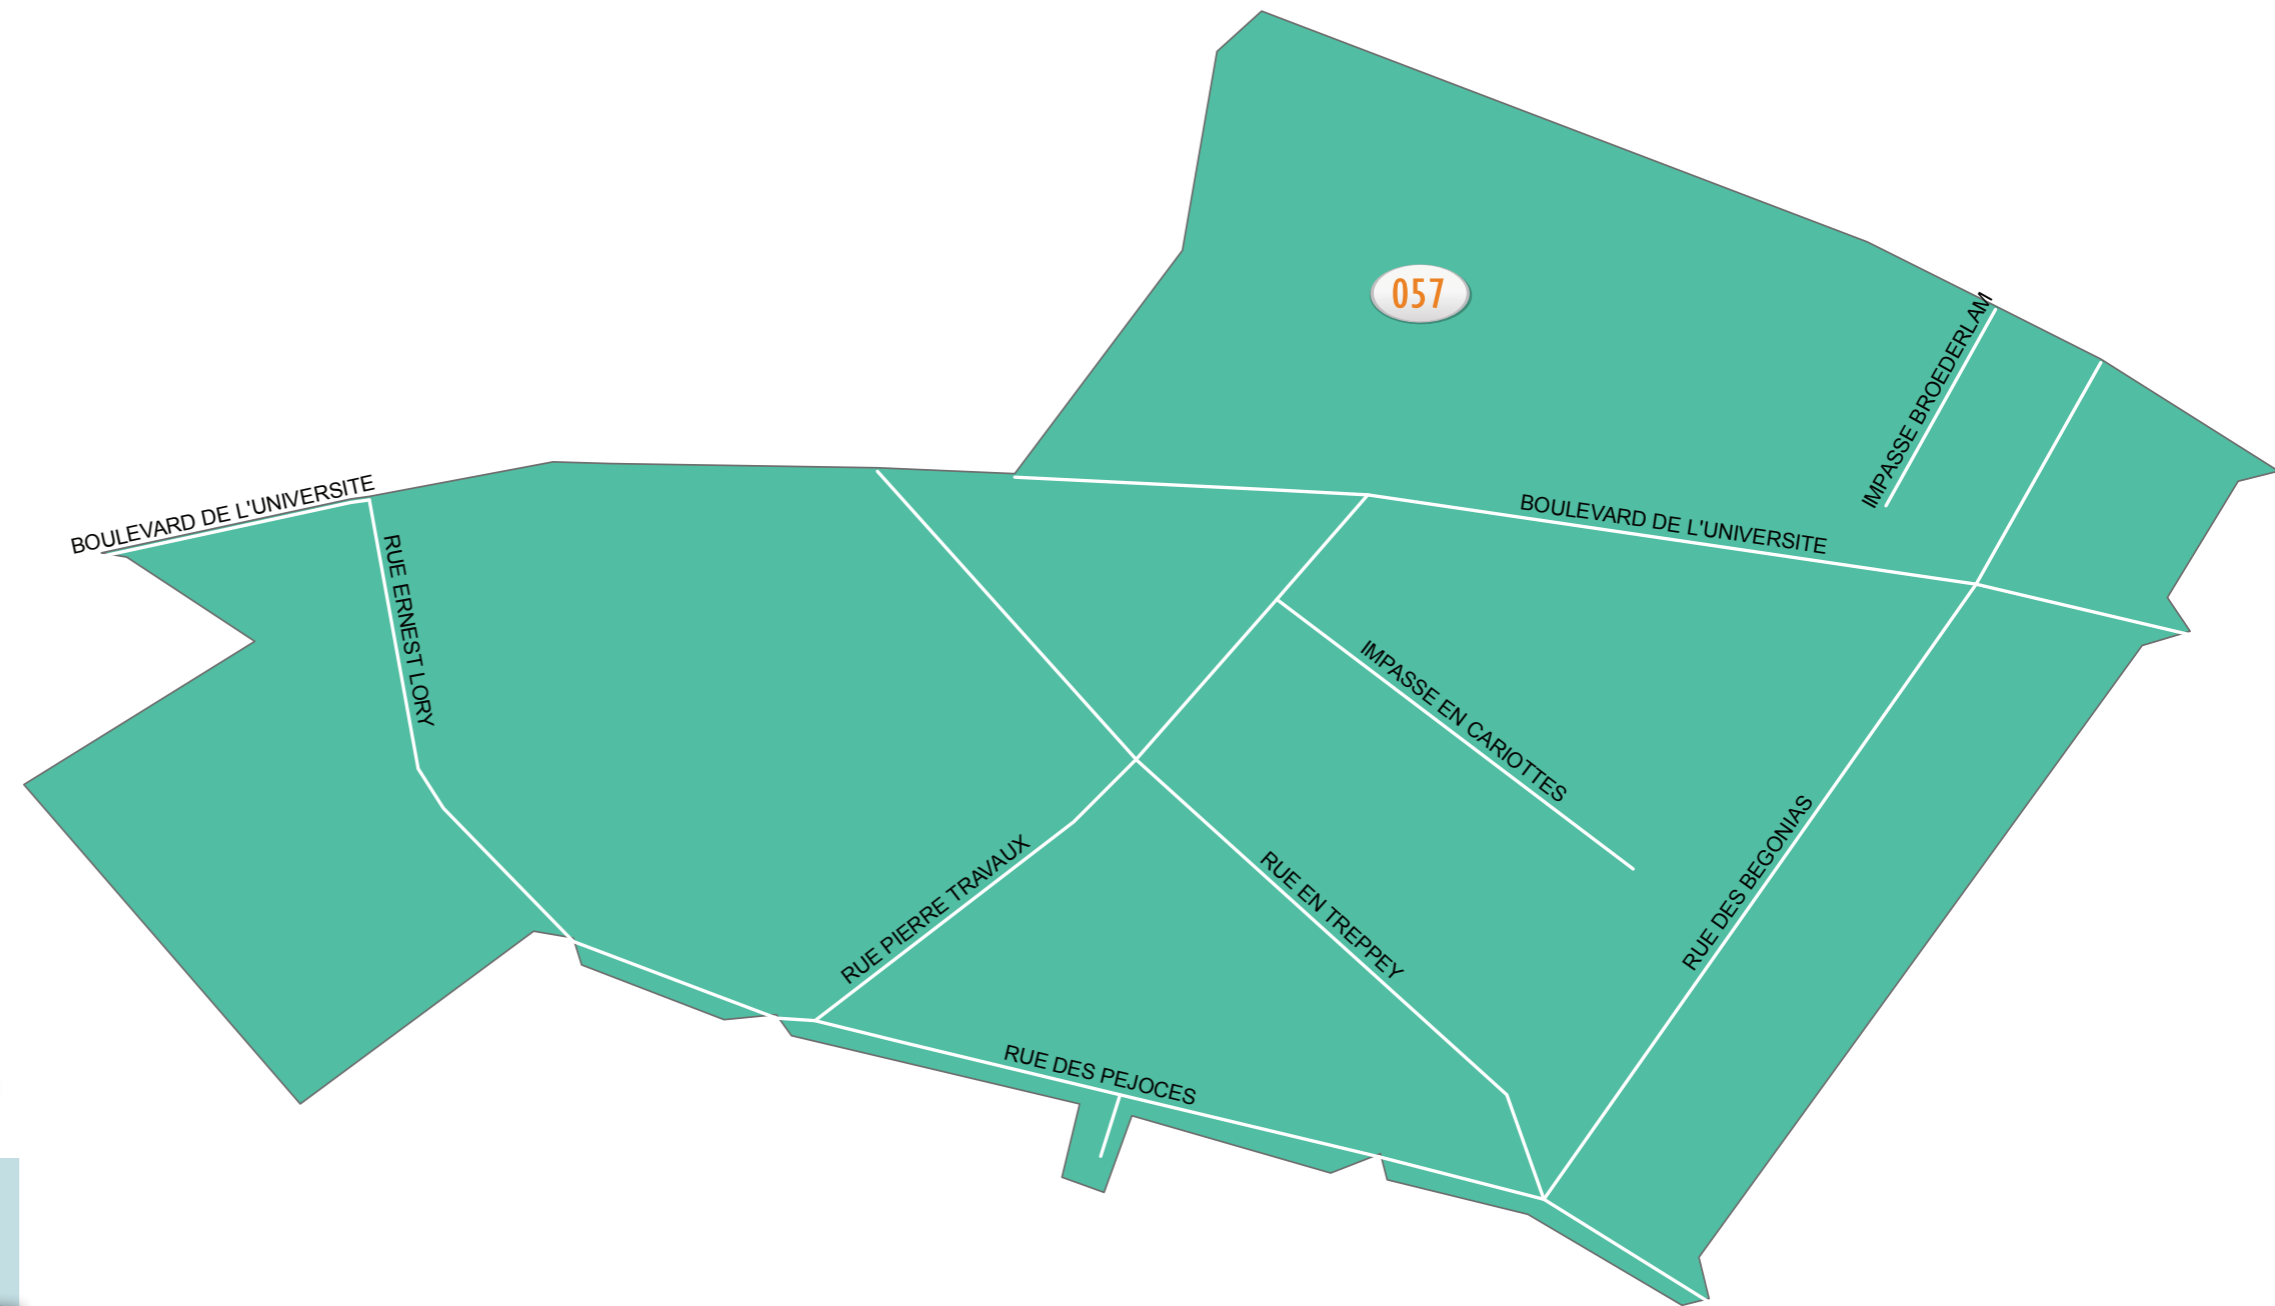 057
IMPASSE BROEDERLAM
BOULEVARD DE L'UNIVERSITE
BOULEVARD DE L'UNIVERSITE
RUE ERNEST LORY
IMPASSE EN CARIOTTES
RUE PIERRE TRAVAUX
RUE EN TREPPEY
RUE DES BEGONIAS
RUE DES PEJOCES